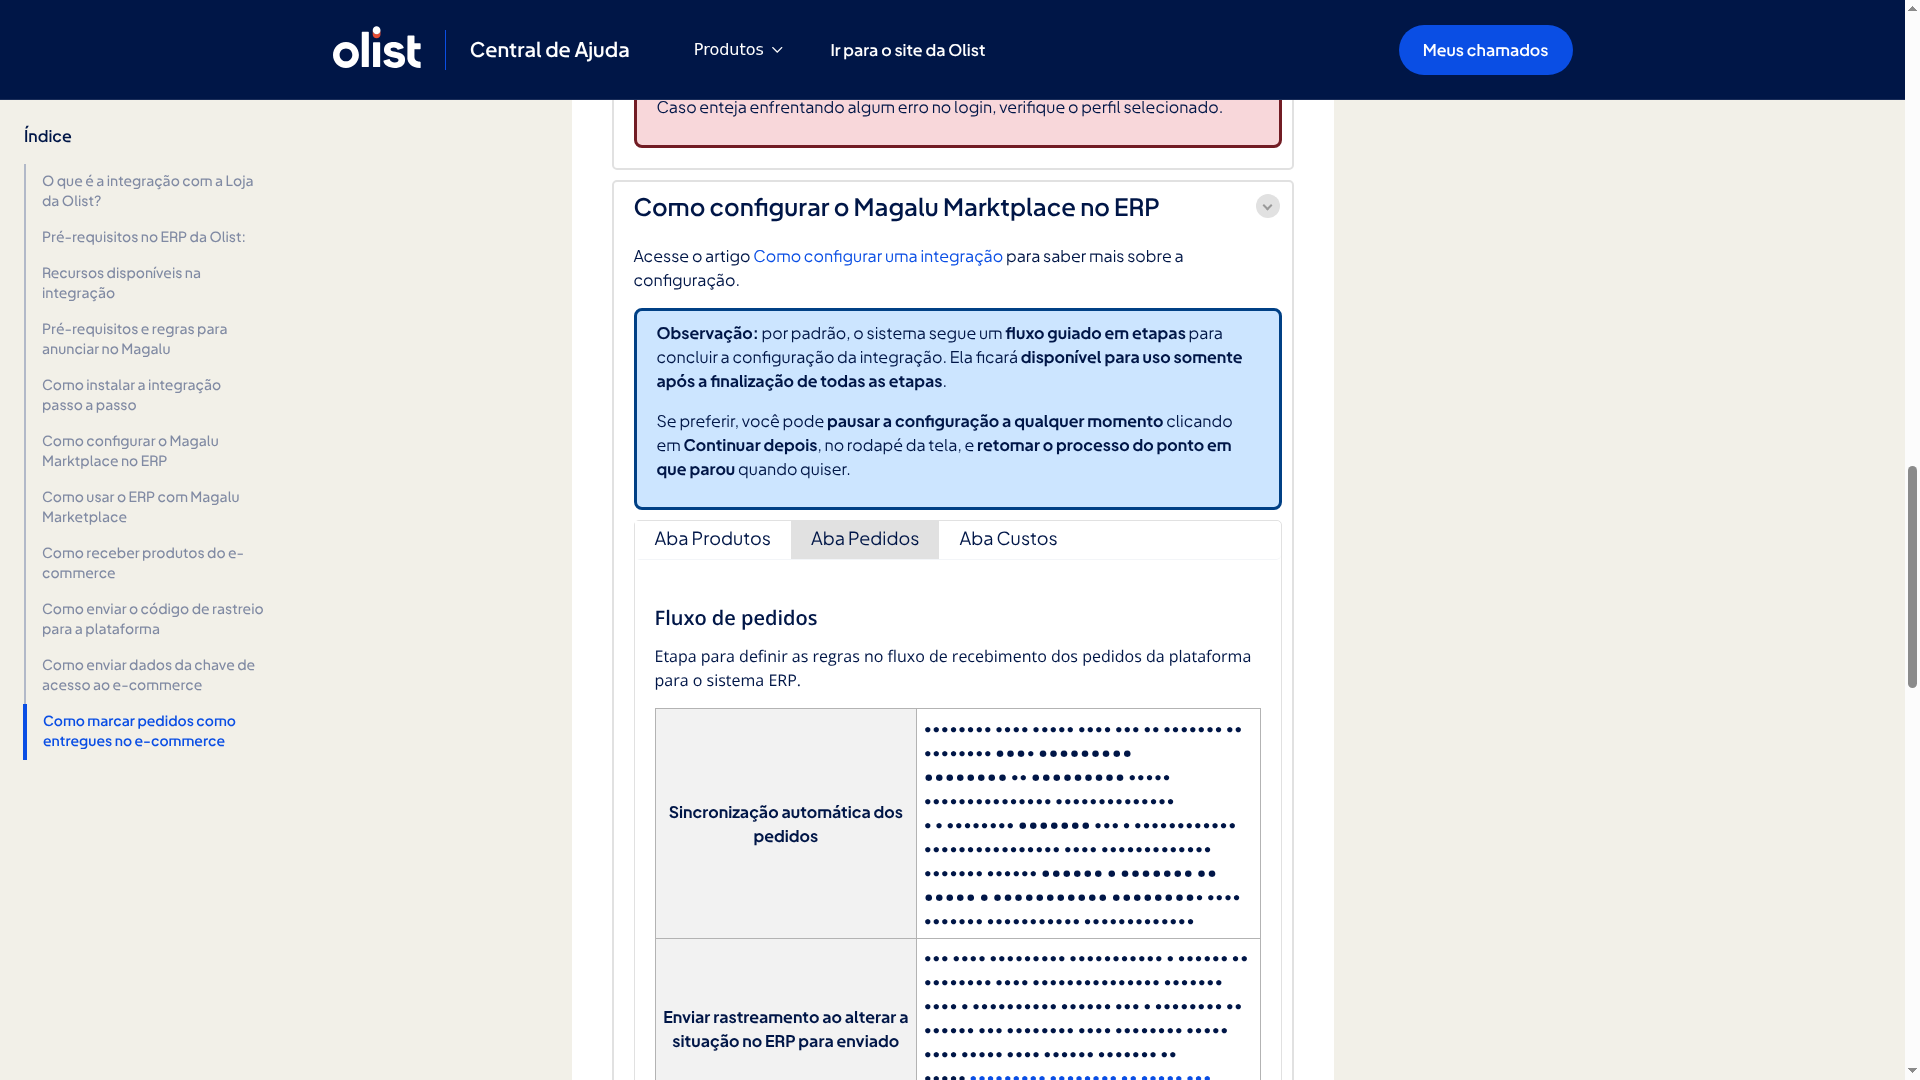 olist
Central de Ajuda
Produtos
Ir para o site da Olist
Meus chamados
Índice
O que é a integração com a Loja
da Olist?
Pré-requisitos no ERP da Olist:
Recursos disponíveis na
integração
Pré-requisitos e regras para
anunciar no Magalu
Como instalar a integração
passo a passo
Como configurar o Magalu
Marktplace no ERP
Como usar o ERP com Magalu
Marketplace
Como receber produtos do e-
commerce
Como enviar o código de rastreio
para a plataforma
Como enviar dados da chave de
acesso ao e-commerce
Como marcar pedidos como
entregues no e-commerce
Caso enteja enfrentando algum erro no login, verifique o perfil selecionado.
Como configurar o Magalu Marktplace no ERP
Acesse o artigo Como configurar uma integração para saber mais sobre a
configuração.
Observação: por padrão, o sistema segue um fluxo guiado em etapas para
concluir a configuração da integração. Ela ficará disponível para uso somente
após a finalização de todas as etapas.
Se preferir, você pode pausar a configuração a qualquer momento clicando
em Continuar depois, no rodapé da tela, e retomar o processo do ponto em
que parou quando quiser.
Aba Produtos
Aba Pedidos
Aba Custos
Fluxo de pedidos
Etapa para definir as regras no fluxo de recebimento dos pedidos da plataforma
para o sistema ERP.
Sincronização automática dos
pedidos
Enviar rastreamento ao alterar a
situação no ERP para enviado